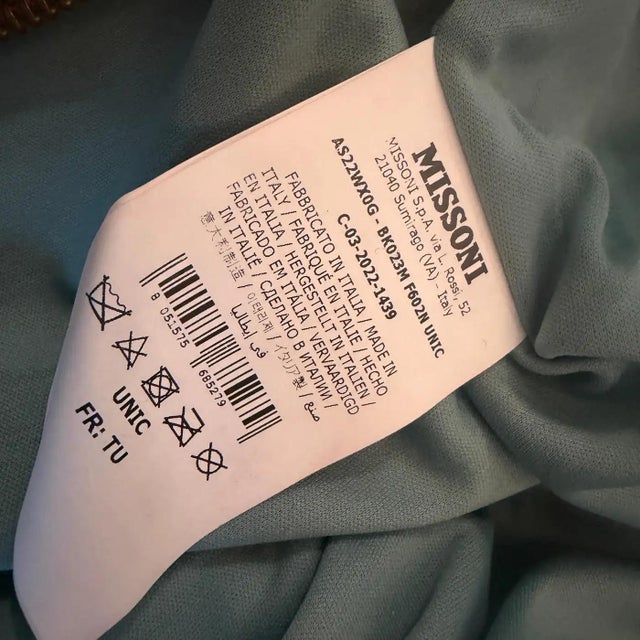 MISSONI
MISSONI S.p.A. via L. Rossi, 52
21040 Sumirago (VA) - Italy
AS22WX0G - BK023M F602N UNIC
C-03-2022-1439
FABBRICATO IN ITALIA / MADE IN
ITALY / FABRIQUÉ EN ITALIE / HECHO
EN ITALIA / HERGESTELLT IN ITALIEN /
FABRICADO EM ITÁLIA / VERVAARDIGD
IN ITALIË / СДЕЛАНО В ИТАЛИИ /
意大利制造 / 이탈리제 / イタリア製 / صنع
في إيطاليا
8 051575 685279
UNIC
FR: TU